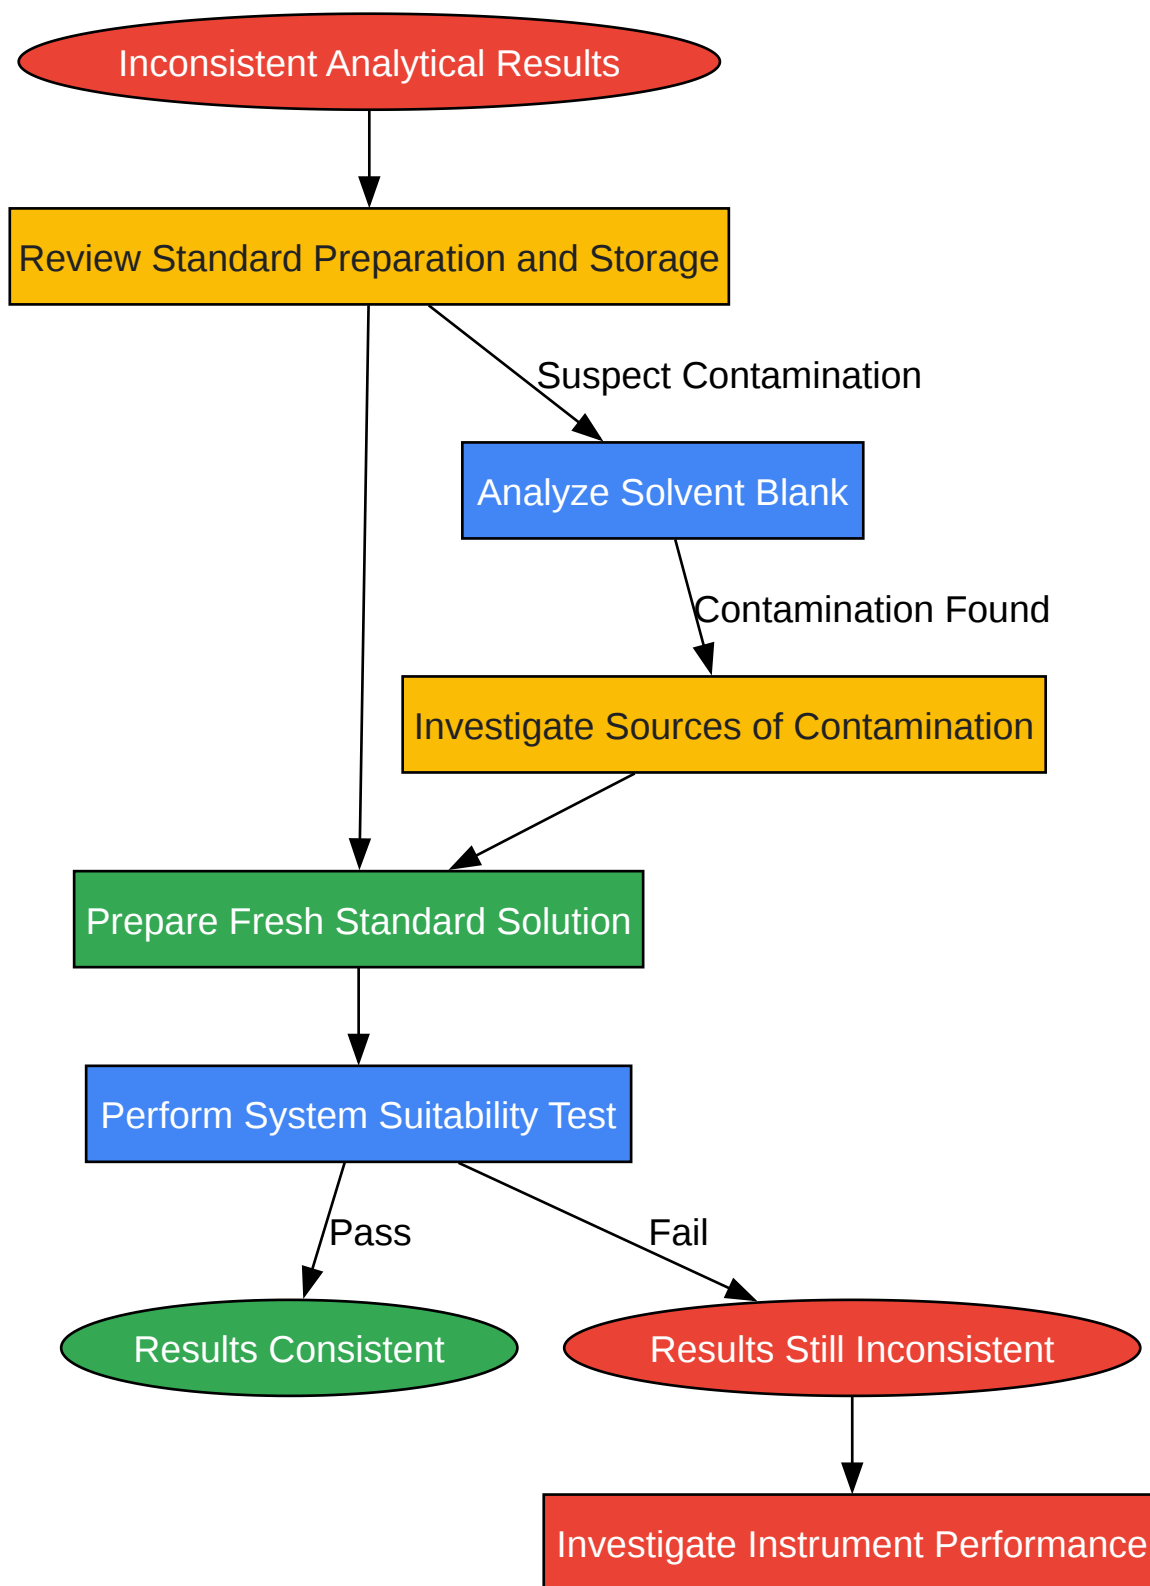 Inconsistent Analytical Results
Review Standard Preparation and Storage
Suspect Contamination
Analyze Solvent Blank
Contamination Found
Investigate Sources of Contamination
Prepare Fresh Standard Solution
Perform System Suitability Test
Pass
Fail
Results Consistent
Results Still Inconsistent
Investigate Instrument Performance